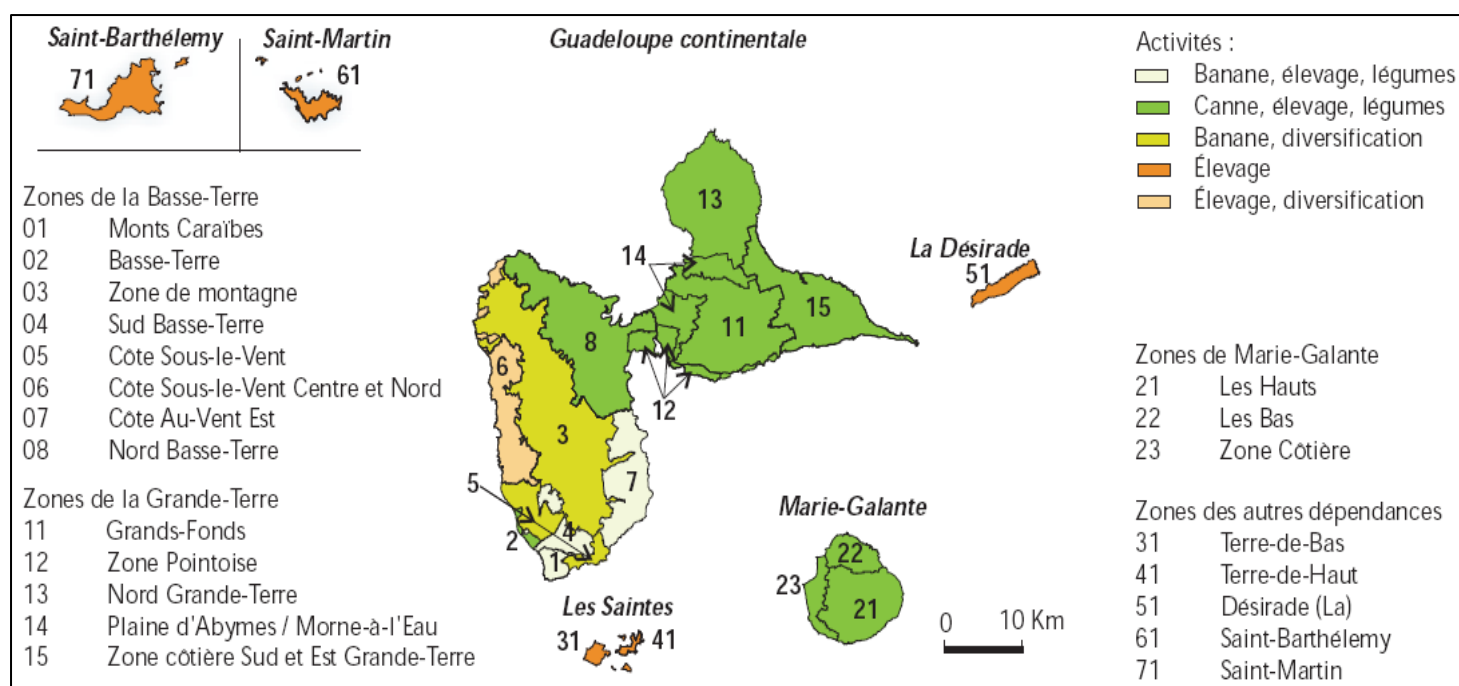 Saint-Barthélemy
Saint-Martin
Guadeloupe continentale
71
61
Activités :
Banane, élevage, légumes
Canne, élevage, légumes
Banane, diversification
Élevage
Élevage, diversification
Zones de la Basse-Terre
01 Monts Caraïbes
02 Basse-Terre
03 Zone de montagne
04 Sud Basse-Terre
05 Côte Sous-le-Vent
06 Côte Sous-le-Vent Centre et Nord
07 Côte Au-Vent Est
08 Nord Basse-Terre
Zones de la Grande-Terre
11 Grands-Fonds
12 Zone Pointoise
13 Nord Grande-Terre
14 Plaine d'Abymes / Morne-à-l'Eau
15 Zone côtière Sud et Est Grande-Terre
13
14
15
11
8
12
6
3
7
5
4
2
1
La Désirade
51
Marie-Galante
22
23
21
Les Saintes
31
41
0 10 Km
Zones de Marie-Galante
21 Les Hauts
22 Les Bas
23 Zone Côtière
Zones des autres dépendances
31 Terre-de-Bas
41 Terre-de-Haut
51 Désirade (La)
61 Saint-Barthélemy
71 Saint-Martin